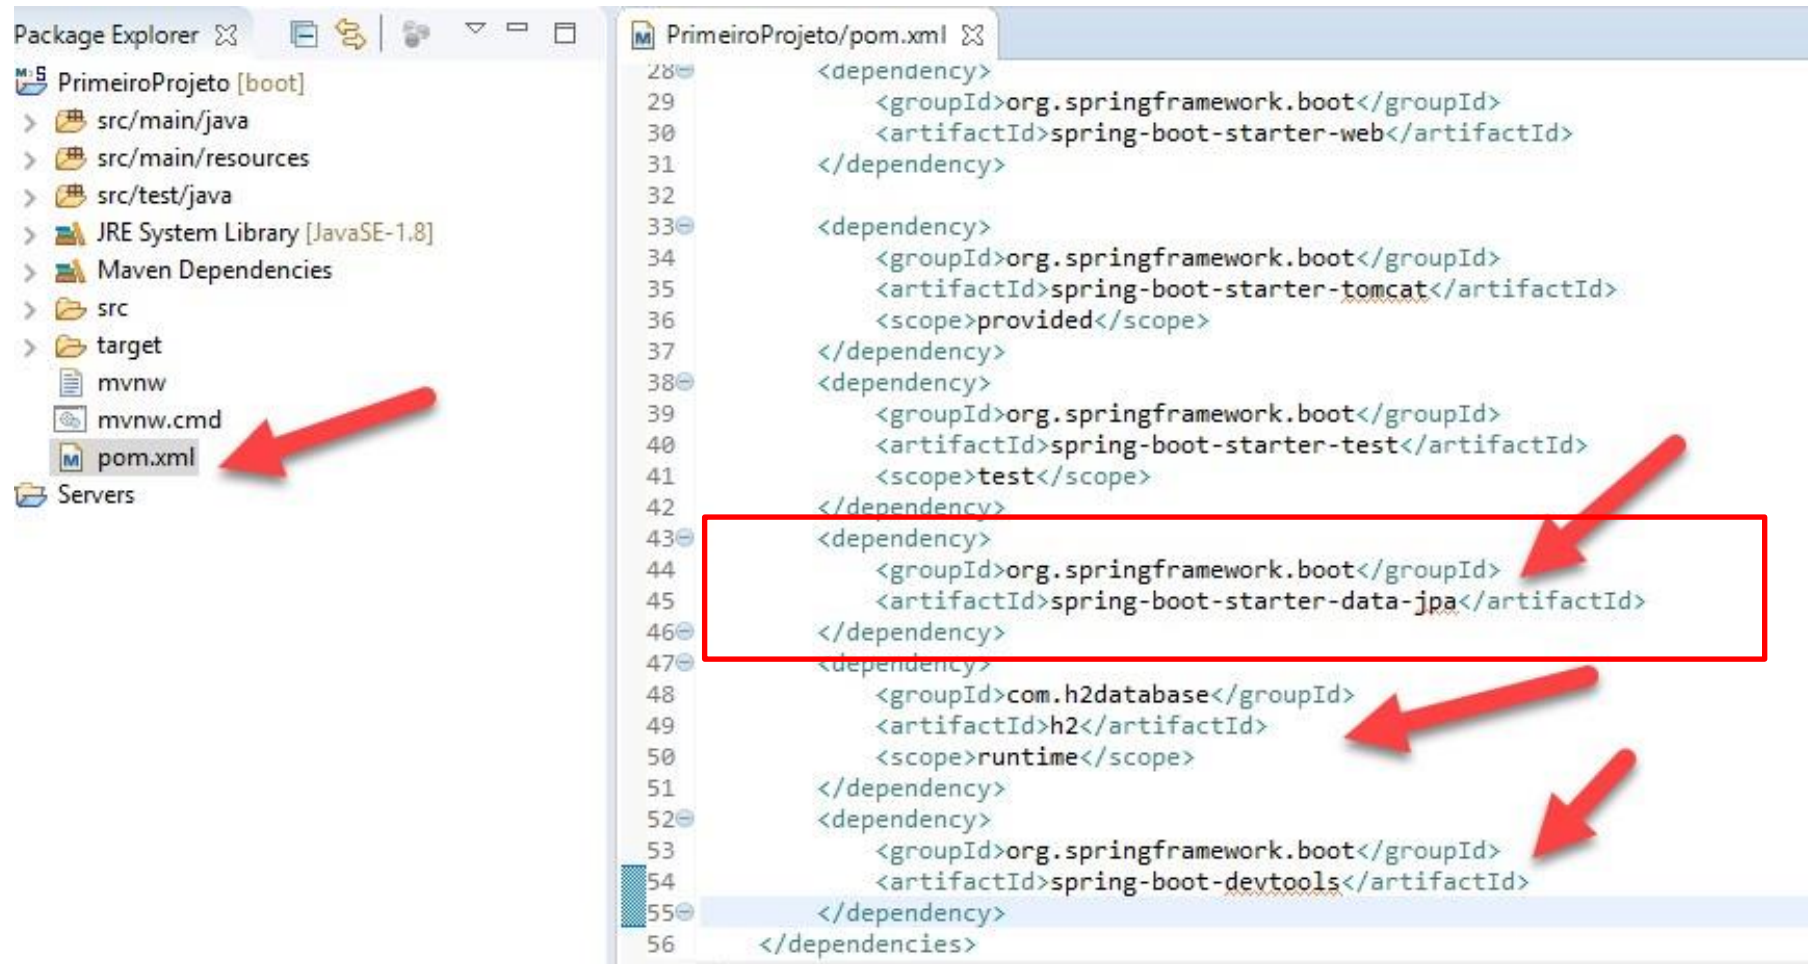 Package Explorer
PrimeiroProjeto [boot]
src/main/java
src/main/resources
src/test/java
JRE System Library [JavaSE-1.8]
Maven Dependencies
src
target
mvnw
mvnw.cmd
pom.xml
Servers
PrimeiroProjeto/pom.xml
28 <dependency>
29 <groupId>org.springframework.boot</groupId>
30 <artifactId>spring-boot-starter-web</artifactId>
31 </dependency>
32
33 <dependency>
34 <groupId>org.springframework.boot</groupId>
35 <artifactId>spring-boot-starter-tomcat</artifactId>
36 <scope>provided</scope>
37 </dependency>
38 <dependency>
39 <groupId>org.springframework.boot</groupId>
40 <artifactId>spring-boot-starter-test</artifactId>
41 <scope>test</scope>
42 </dependency>
43 <dependency>
44 <groupId>org.springframework.boot</groupId>
45 <artifactId>spring-boot-starter-data-jpa</artifactId>
46 </dependency>
47 <dependency>
48 <groupId>com.h2database</groupId>
49 <artifactId>h2</artifactId>
50 <scope>runtime</scope>
51 </dependency>
52 <dependency>
53 <groupId>org.springframework.boot</groupId>
54 <artifactId>spring-boot-devtools</artifactId>
55 </dependency>
56 </dependencies>